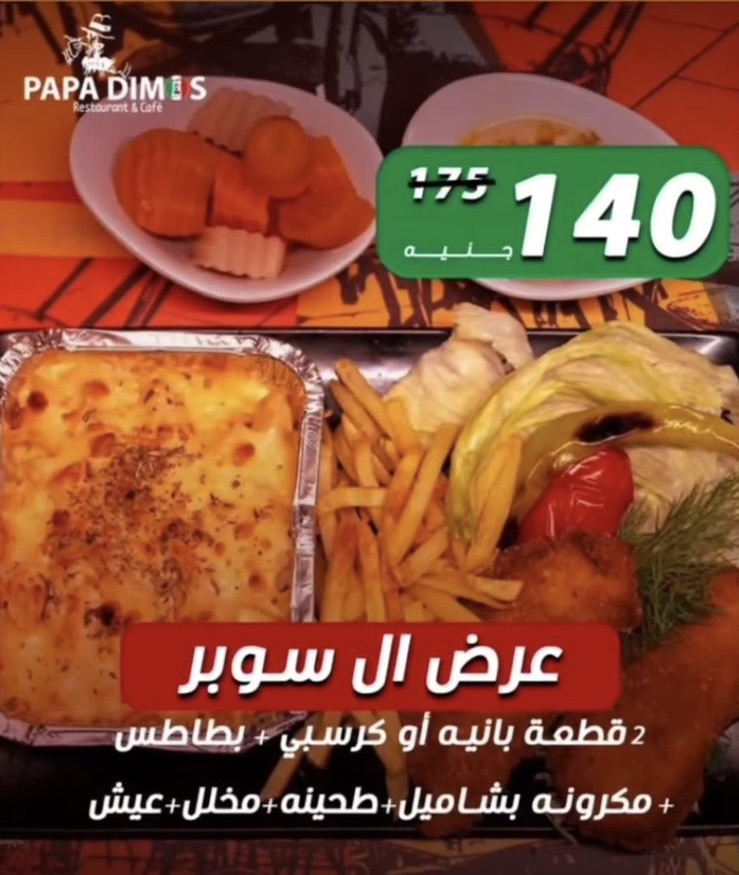 PAPA DIMOS
Restaurant & Café
175
140
جنيه
عرض ال سوبر
2 قطعة بانيه أو كرسبي + بطاطس
+ مكرونه بشاميل+طحينه+مخلل+عيش